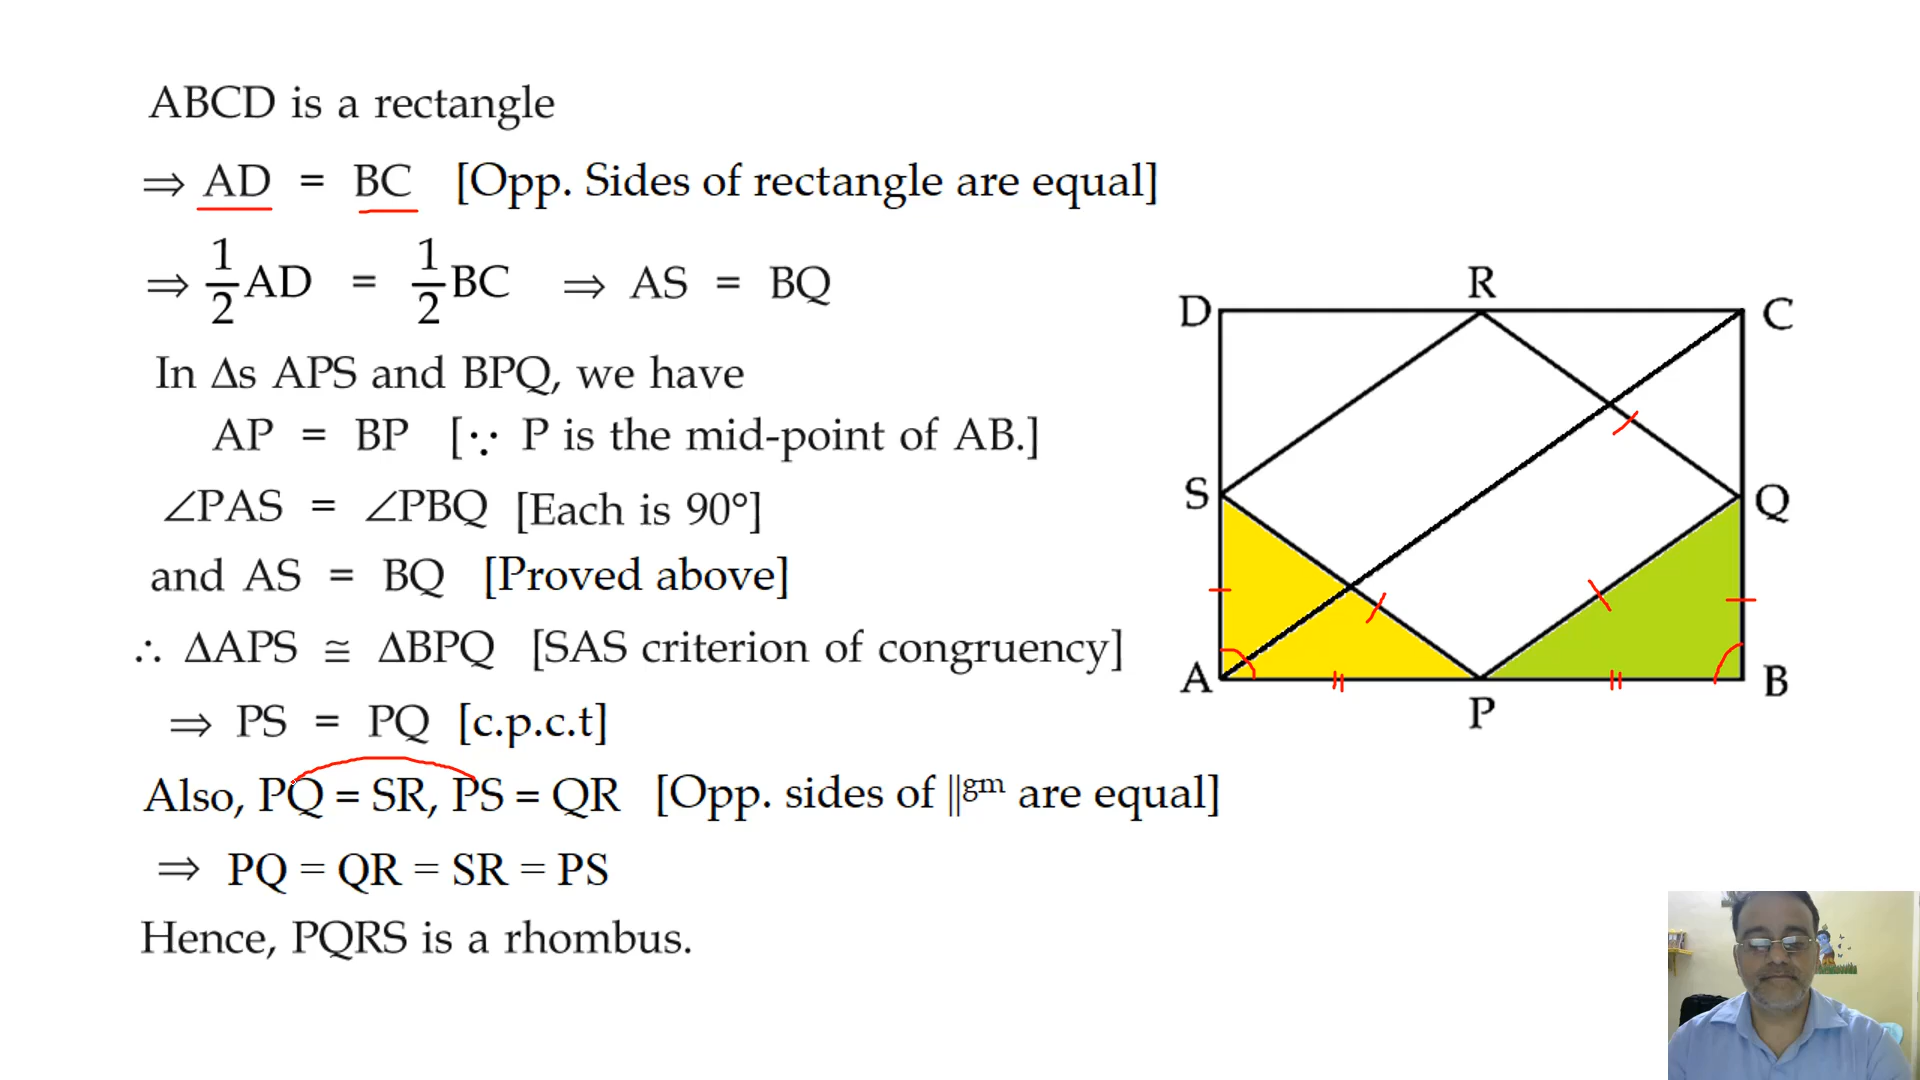 ABCD is a rectangle
⇒ AD = BC [Opp. Sides of rectangle are equal]
⇒ 1/2 AD = 1/2 BC ⇒ AS = BQ
In Δs APS and BPQ, we have
AP = BP [∵ P is the mid-point of AB.]
∠PAS = ∠PBQ [Each is 90°]
and AS = BQ [Proved above]
∴ ΔAPS ≅ ΔBPQ [SAS criterion of congruency]
⇒ PS = PQ [c.p.c.t]
Also, PQ = SR, PS = QR [Opp. sides of ||gm are equal]
⇒ PQ = QR = SR = PS
Hence, PQRS is a rhombus.
R
D
C
S
Q
A
B
P